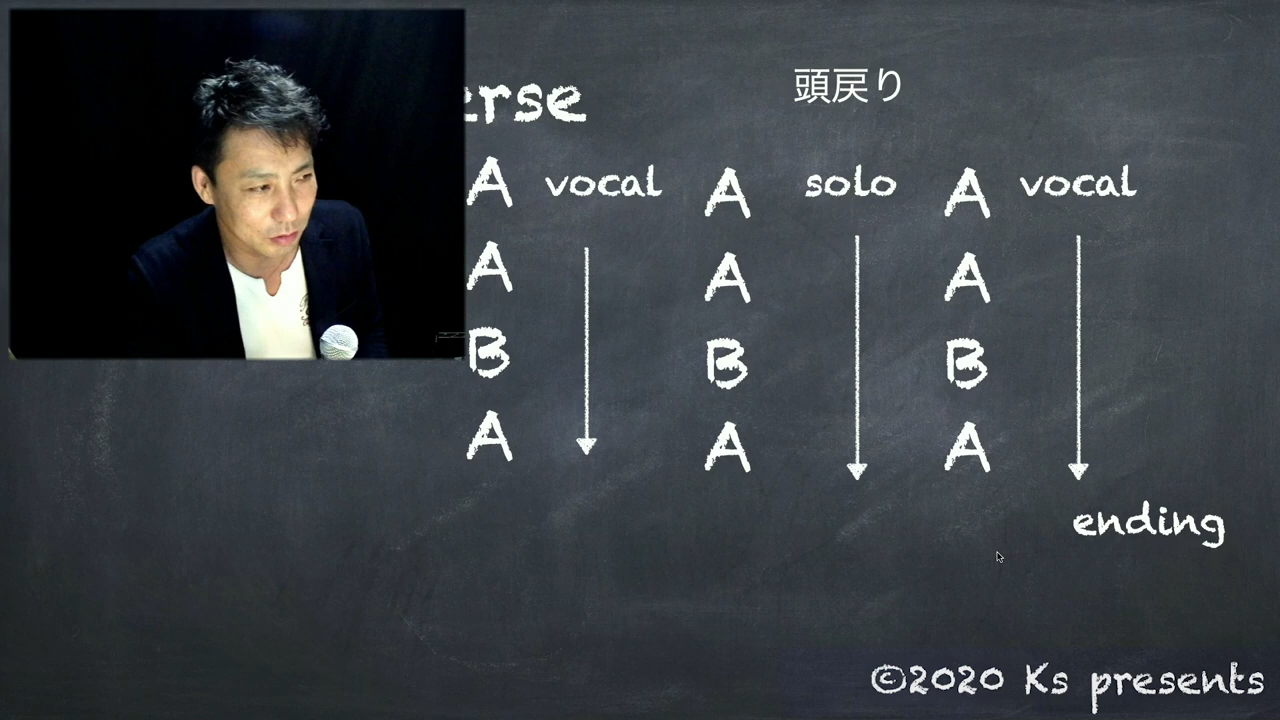 erse
頭戻り
A vocal A solo A vocal
A A A
B B B
A A A
ending
©2020 Ks presents